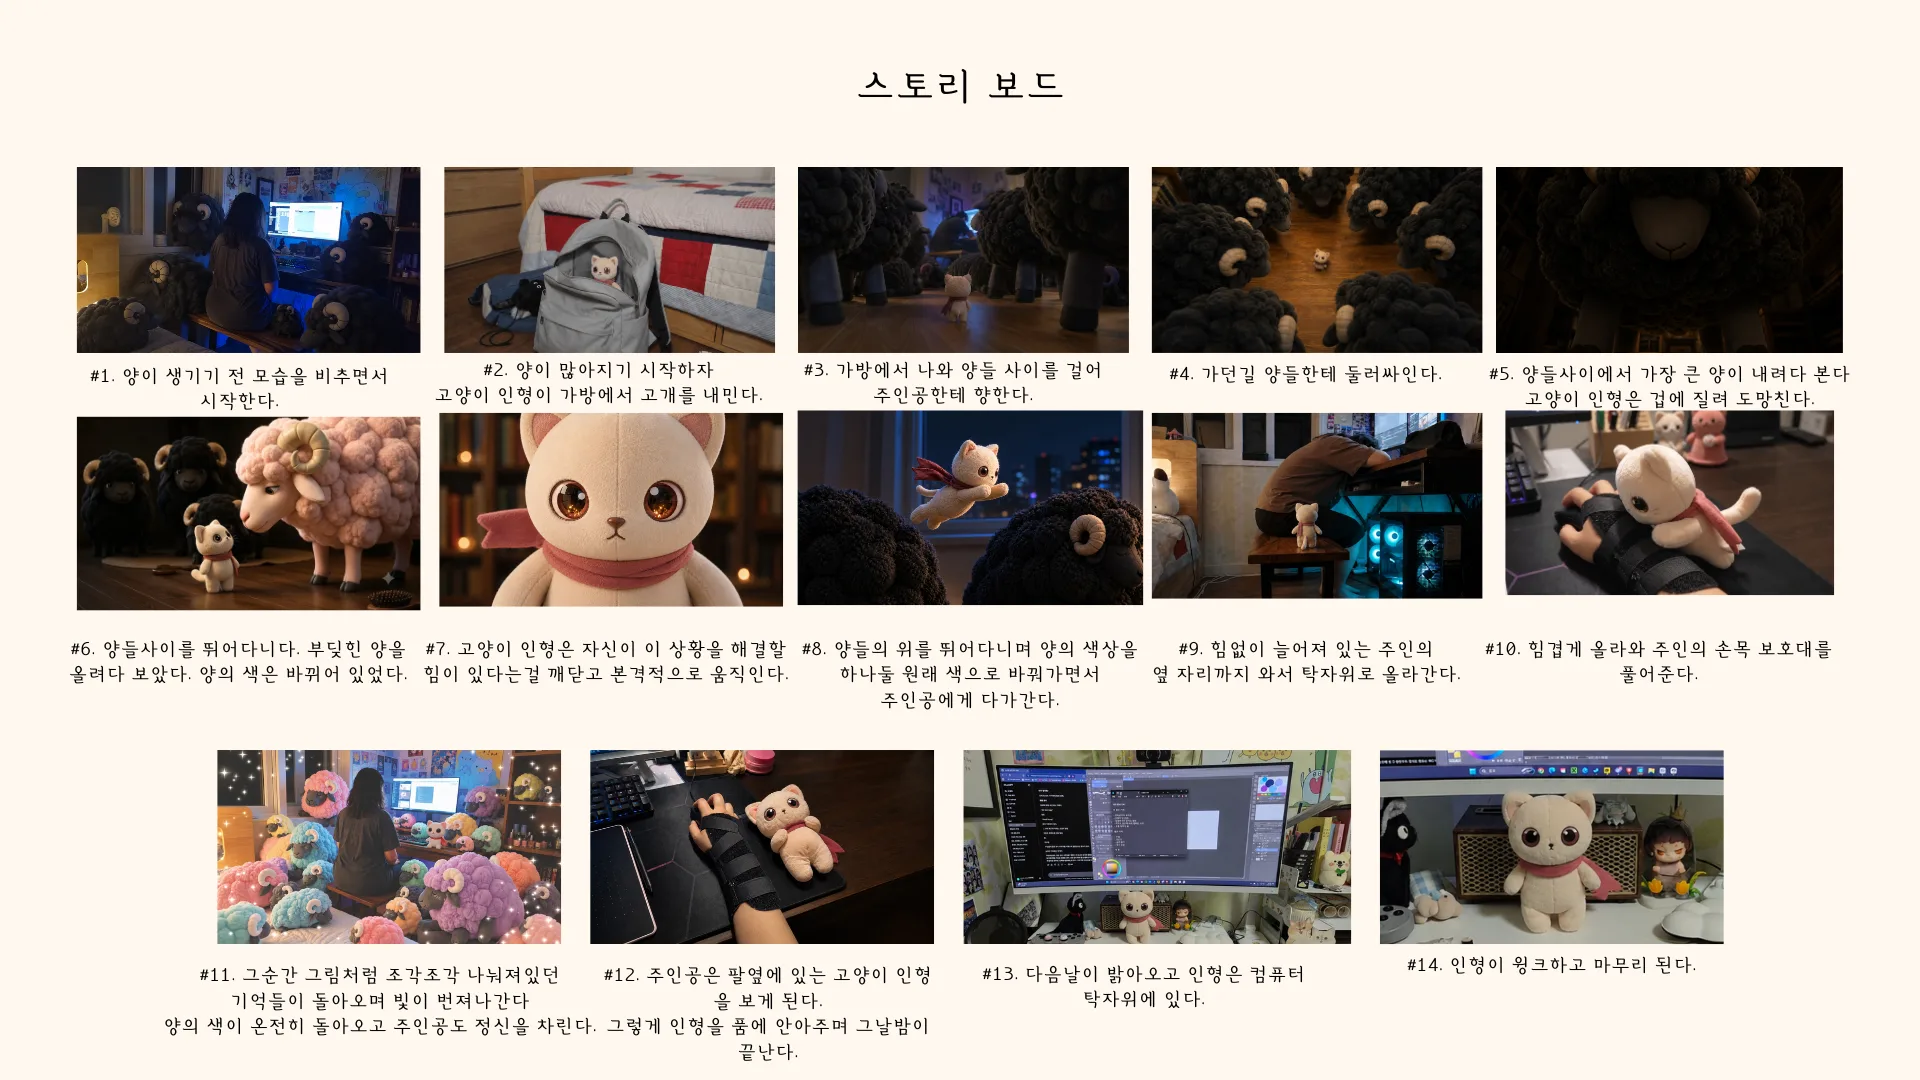 스토리 보드
#1. 양이 생기기 전 모습을 비추면서
시작한다.
#2. 양이 많아지기 시작하자
고양이 인형이 가방에서 고개를 내민다.
#3. 가방에서 나와 양들 사이를 걸어
주인공한테 향한다.
#4. 가던길 양들한테 둘러싸인다.
#5. 양들사이에서 가장 큰 양이 내려다 본다
고양이 인형은 겁에 질려 도망친다.
#6. 양들사이를 뛰어다니다. 부딪힌 양을
올려다 보았다. 양의 색은 바뀌어 있었다.
#7. 고양이 인형은 자신이 이 상황을 해결할
힘이 있다는걸 깨닫고 본격적으로 움직인다.
#8. 양들의 위를 뛰어다니며 양의 색상을
하나둘 원래 색으로 바꿔가면서
주인공에게 다가간다.
#9. 힘없이 늘어져 있는 주인의
옆 자리까지 와서 탁자위로 올라간다.
#10. 힘겹게 올라와 주인의 손목 보호대를
풀어준다.
#11. 그순간 그림처럼 조각조각 나눠져있던
기억들이 돌아오며 빛이 번져나간다
양의 색이 온전히 돌아오고 주인공도 정신을 차린다.
#12. 주인공은 팔옆에 있는 고양이 인형
을 보게 된다.
그렇게 인형을 품에 안아주며 그날밤이
끝난다.
#13. 다음날이 밝아오고 인형은 컴퓨터
탁자위에 있다.
#14. 인형이 윙크하고 마무리 된다.